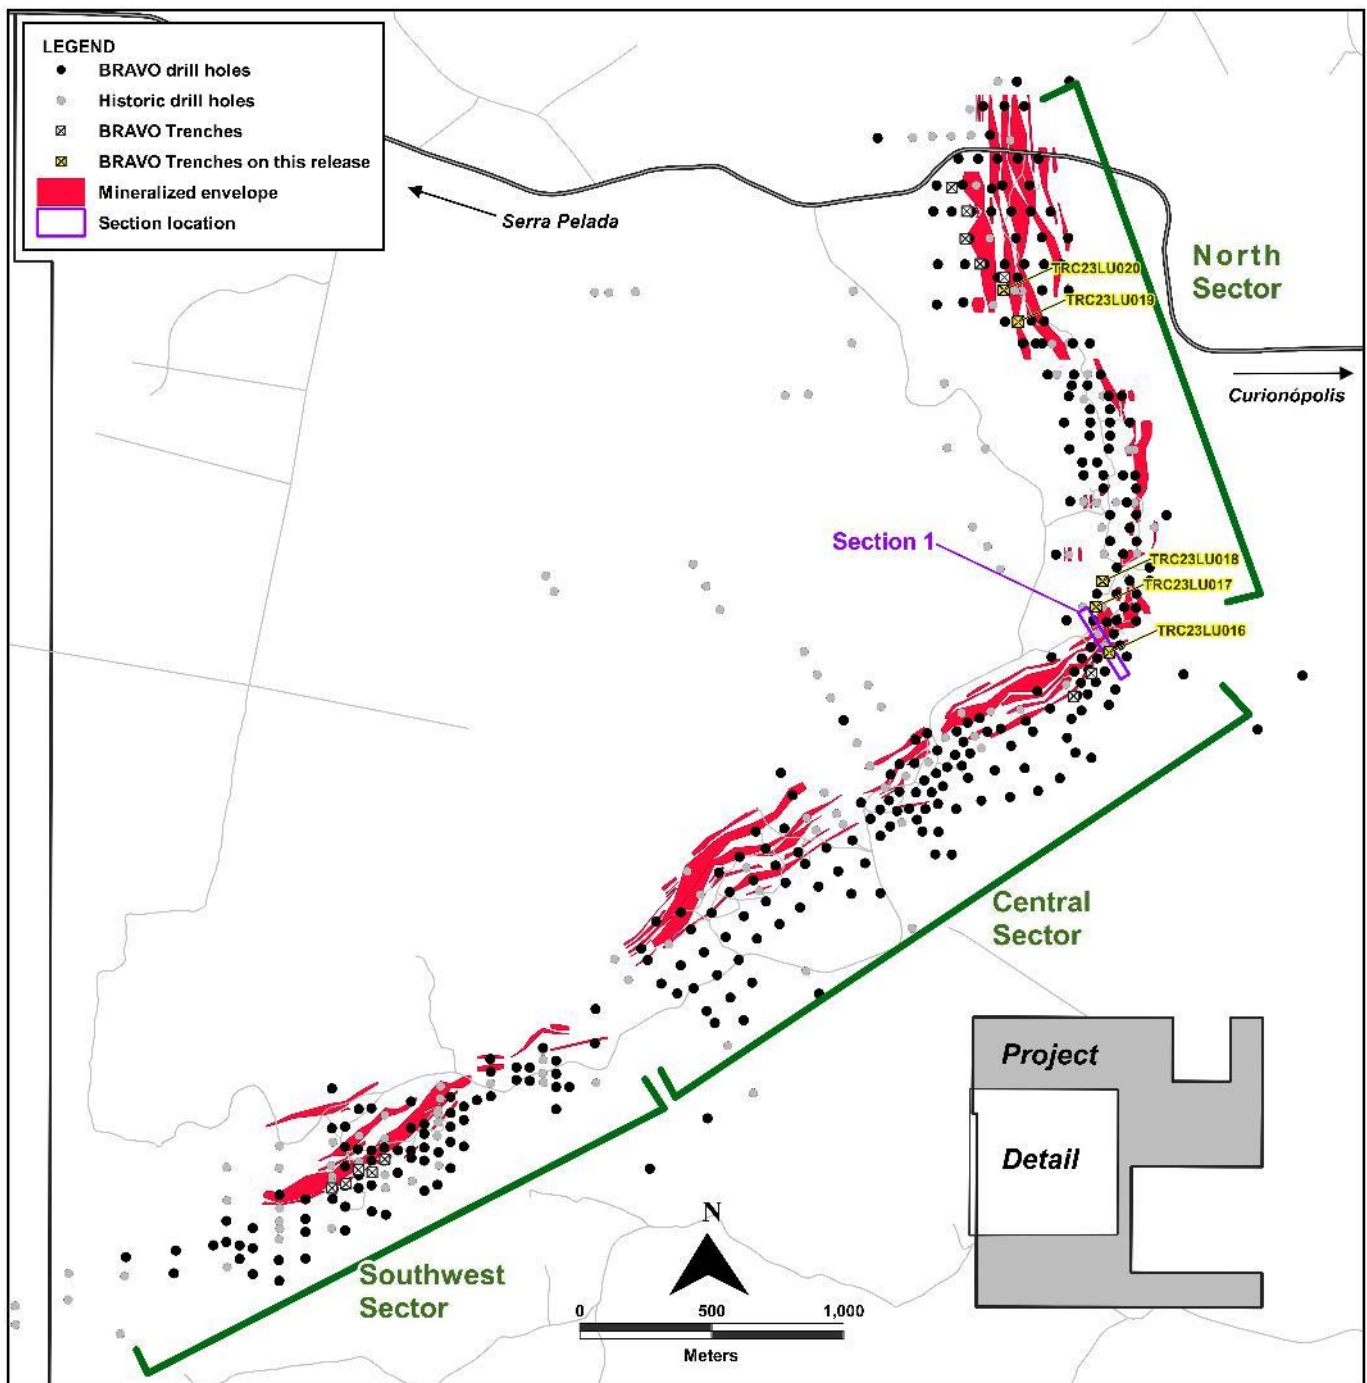 LEGEND
BRAVO drill holes
Historic drill holes
BRAVO Trenches
BRAVO Trenches on this release
Mineralized envelope
Section location
Serra Pelada
North
Sector
TRC23LU020
TRC23LU019
Curionópolis
Section 1
TRC23LU018
TRC23LU017
TRC23LU016
Central
Sector
Project
Detail
Southwest
Sector
N
0 500 1,000
Meters